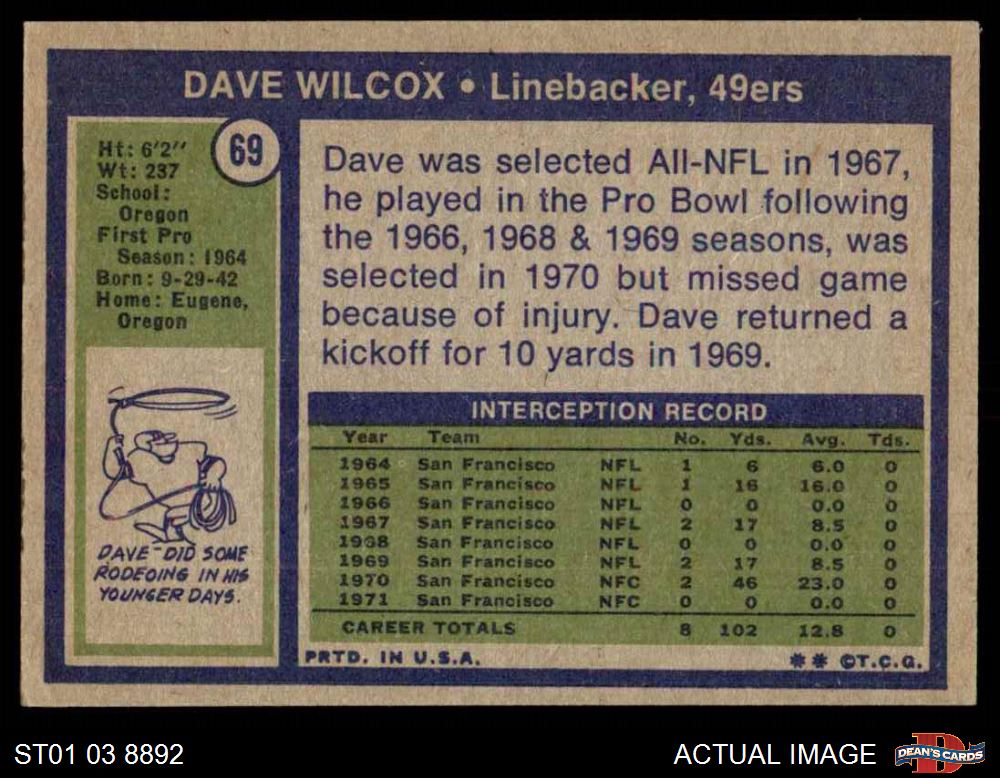 DAVE WILCOX • Linebacker, 49ers
69
Ht: 6'2''
Wt: 237
School:
Oregon
First Pro
Season: 1964
Born: 9-29-42
Home: Eugene,
Oregon
DAVE DID SOME
RODEOING IN HIS
YOUNGER DAYS.
Dave was selected All-NFL in 1967,
he played in the Pro Bowl following
the 1966, 1968 & 1969 seasons, was
selected in 1970 but missed game
because of injury. Dave returned a
kickoff for 10 yards in 1969.
INTERCEPTION RECORD
Year Team No. Yds. Avg. Tds.
1964 San Francisco NFL 1 6 6.0 0
1965 San Francisco NFL 1 16 16.0 0
1966 San Francisco NFL 0 0 0.0 0
1967 San Francisco NFL 2 17 8.5 0
1968 San Francisco NFL 0 0 0.0 0
1969 San Francisco NFL 2 17 8.5 0
1970 San Francisco NFC 2 46 23.0 0
1971 San Francisco NFC 0 0 0.0 0
CAREER TOTALS 8 102 12.8 0
PRTD. IN U.S.A. ** ©T.C.G.
ST01 03 8892
ACTUAL IMAGE
DEAN'S CARDS